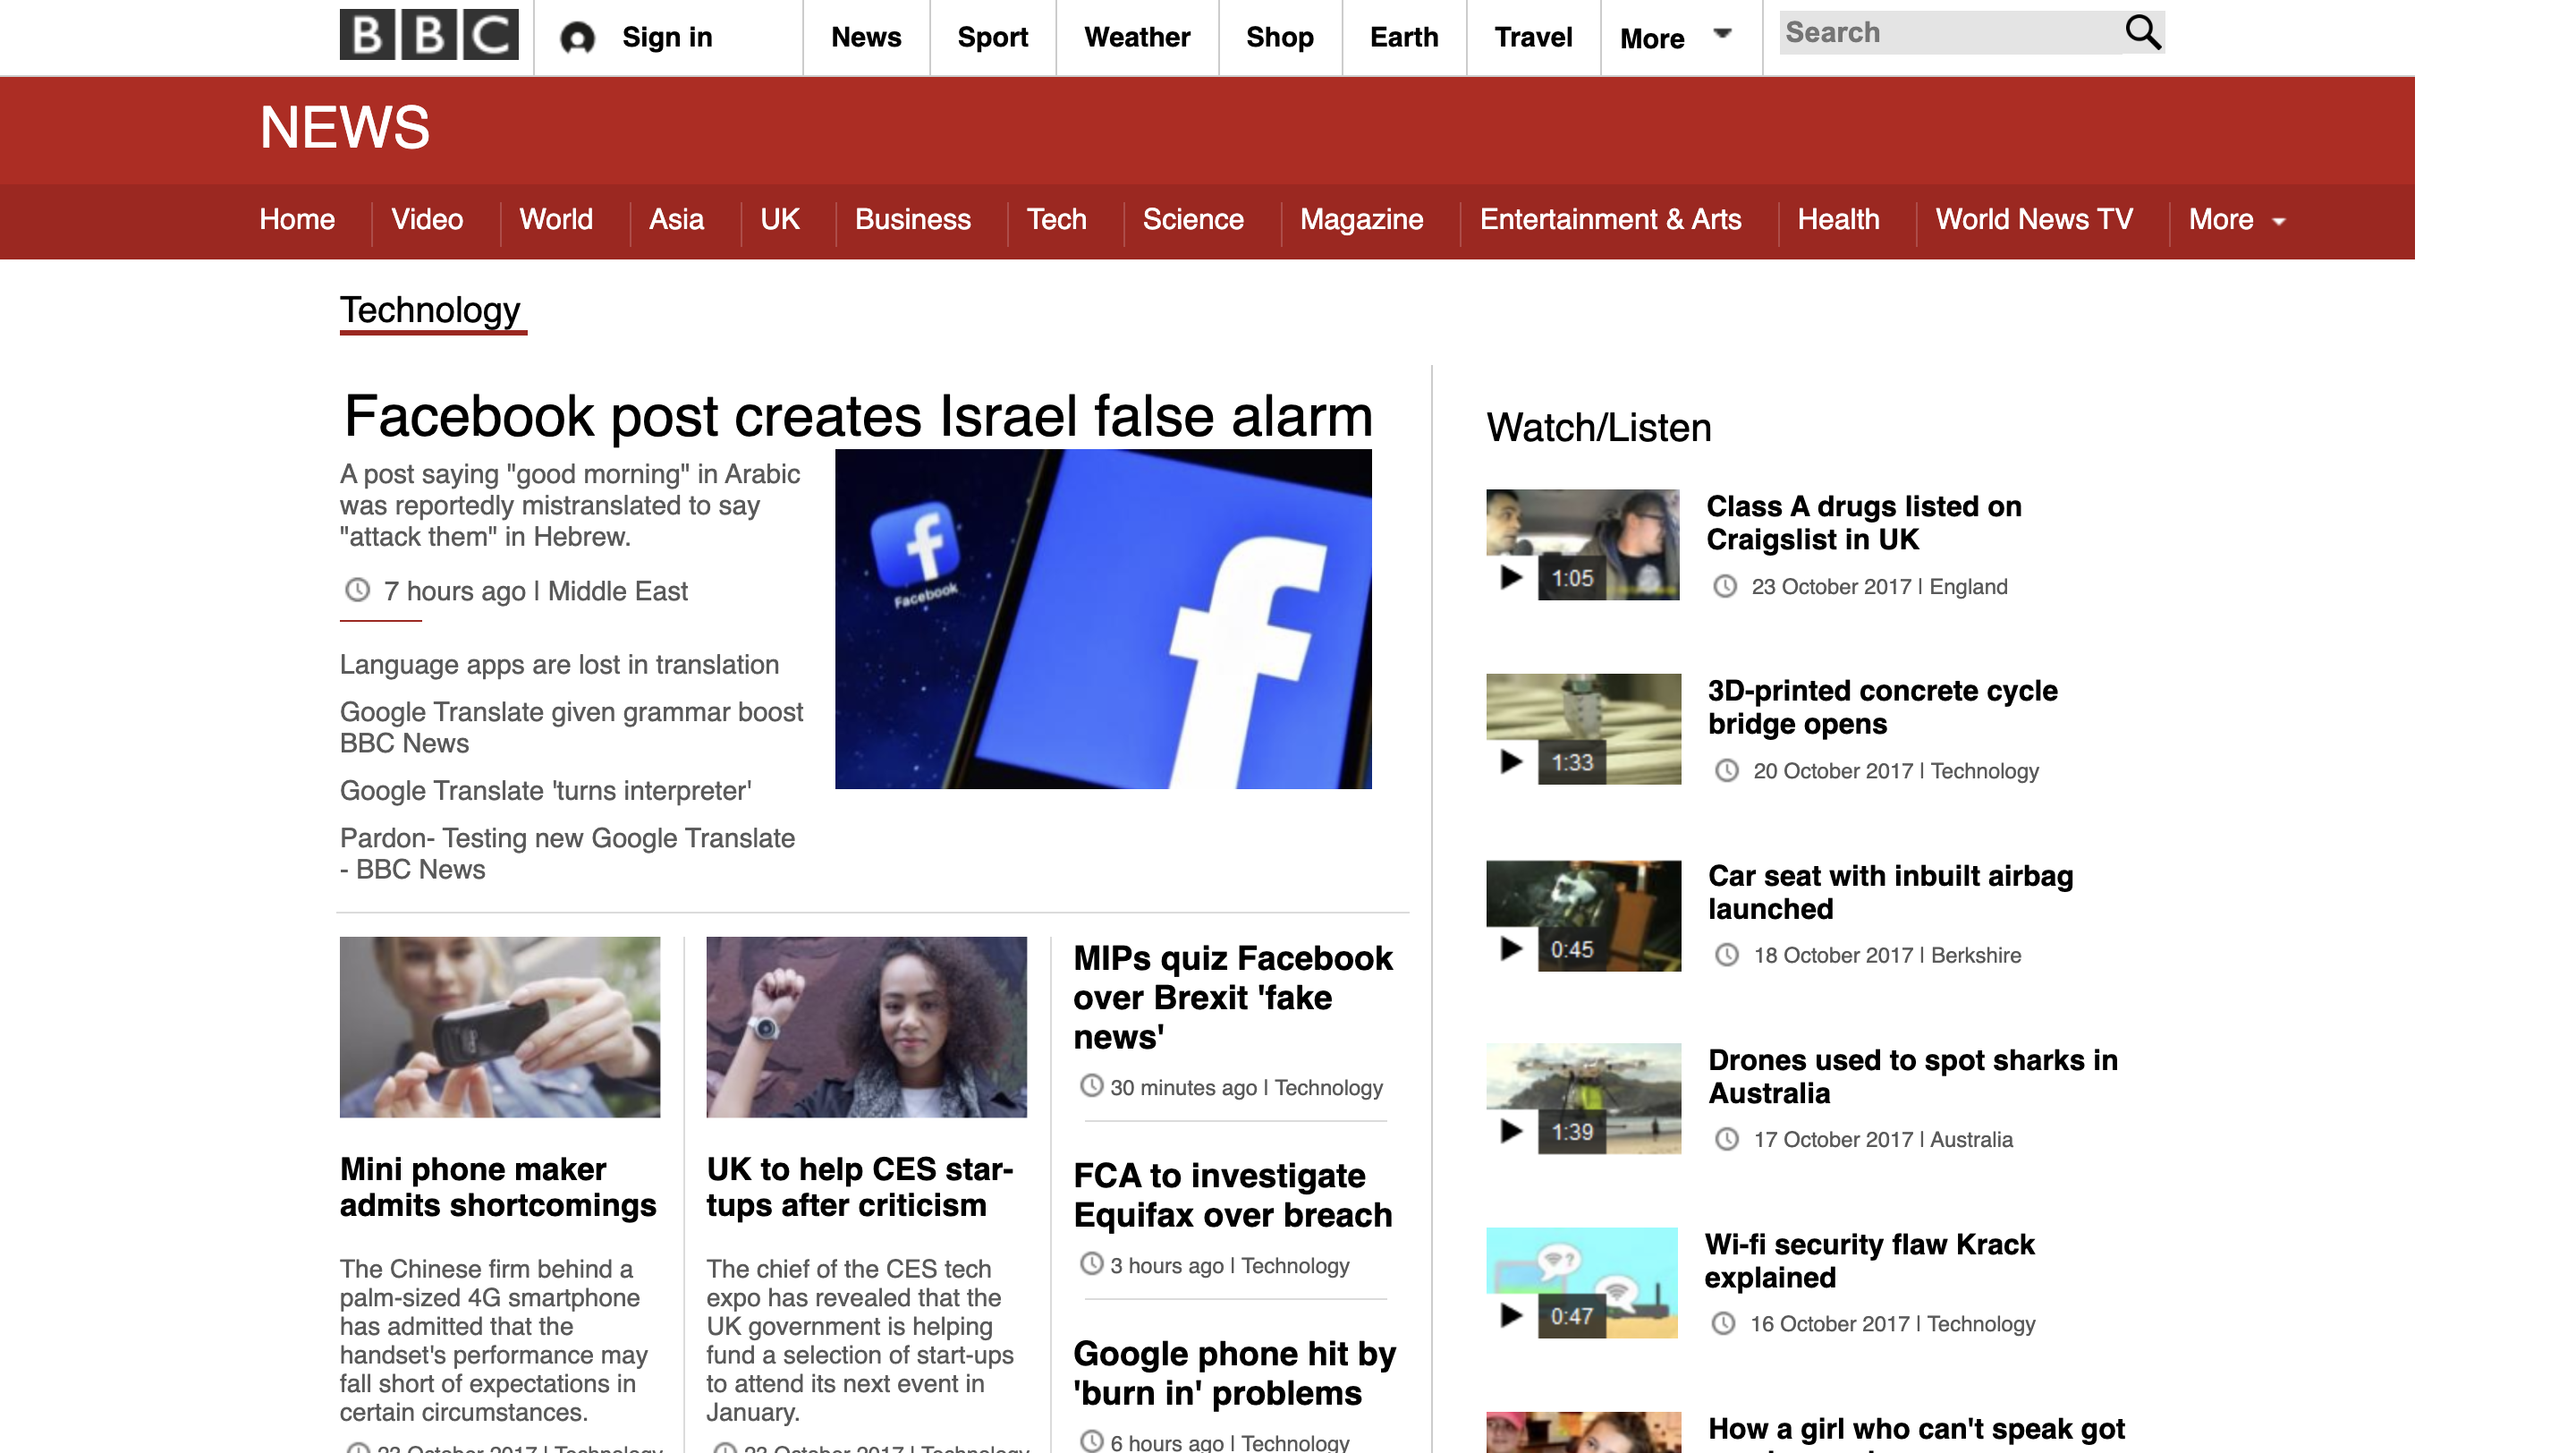 BBC
Sign in
News
Sport
Weather
Shop
Earth
Travel
More
Search
NEWS
Home
Video
World
Asia
UK
Business
Tech
Science
Magazine
Entertainment & Arts
Health
World News TV
More
Technology
Facebook post creates Israel false alarm
A post saying "good morning" in Arabic
was reportedly mistranslated to say
"attack them" in Hebrew.
7 hours ago | Middle East
Language apps are lost in translation
Google Translate given grammar boost
BBC News
Google Translate 'turns interpreter'
Pardon- Testing new Google Translate
- BBC News
Facebook
Mini phone maker
admits shortcomings
The Chinese firm behind a
palm-sized 4G smartphone
has admitted that the
handset's performance may
fall short of expectations in
certain circumstances.
23 October 2017 | Technology
UK to help CES star-
tups after criticism
The chief of the CES tech
expo has revealed that the
UK government is helping
fund a selection of start-ups
to attend its next event in
January.
23 October 2017 | Technology
MIPs quiz Facebook
over Brexit 'fake
news'
30 minutes ago | Technology
FCA to investigate
Equifax over breach
3 hours ago | Technology
Google phone hit by
'burn in' problems
6 hours ago | Technology
Watch/Listen
1:05
Class A drugs listed on
Craigslist in UK
23 October 2017 | England
1:33
3D-printed concrete cycle
bridge opens
20 October 2017 | Technology
0:45
Car seat with inbuilt airbag
launched
18 October 2017 | Berkshire
1:39
Drones used to spot sharks in
Australia
17 October 2017 | Australia
0:47
Wi-fi security flaw Krack
explained
16 October 2017 | Technology
How a girl who can't speak got